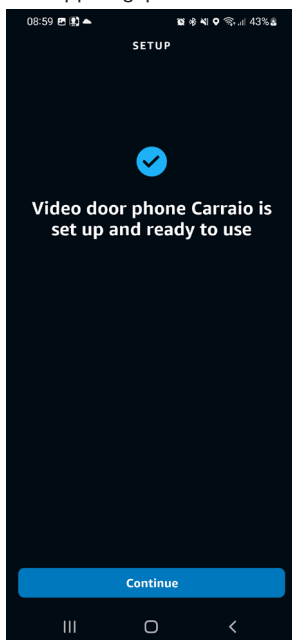 08:59 43%
SETUP
Video door phone Carraio is
set up and ready to use
Continue